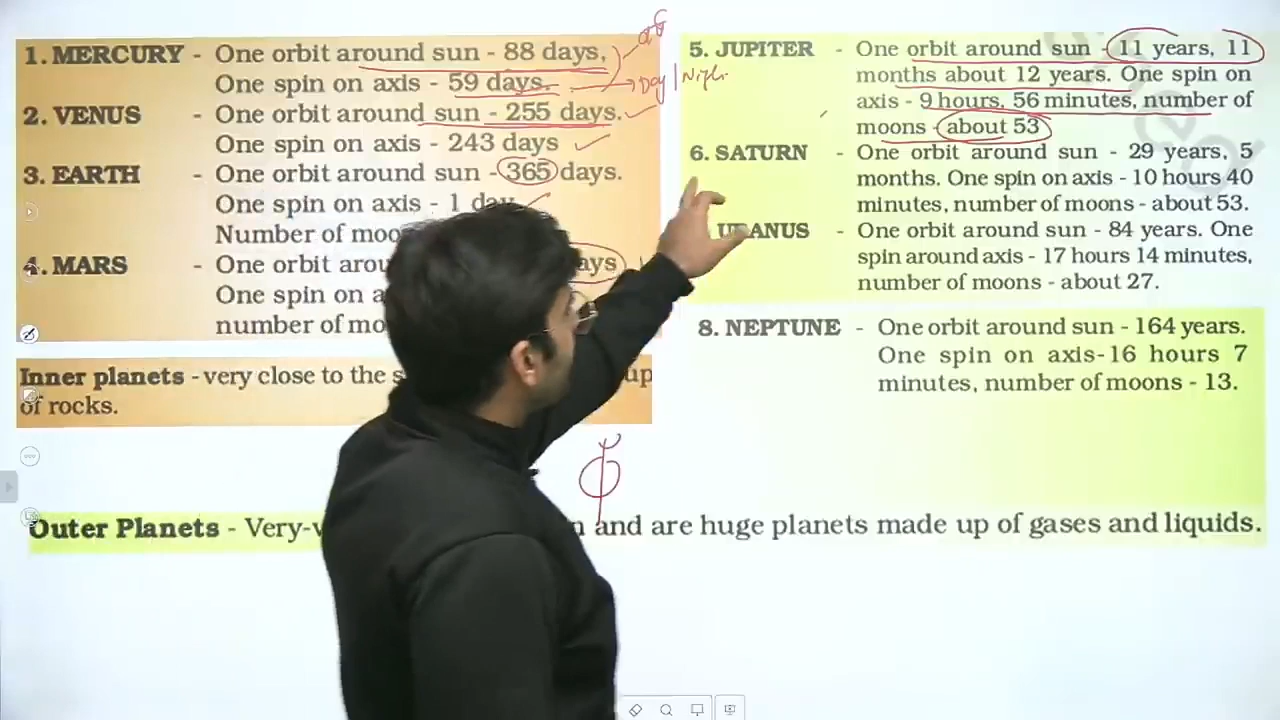 1. MERCURY - One orbit around sun - 88 days,
One spin on axis - 59 days.
Day | Nigh
2. VENUS - One orbit around sun - 255 days.
One spin on axis - 243 days
3. EARTH - One orbit around sun - 365 days.
One spin on axis - 1 day
Number of moo
4. MARS - One orbit arou ays
One spin on a
number of mo
Inner planets - very close to the s up
of rocks.
5. JUPITER - One orbit around sun - 11 years, 11
months about 12 years. One spin on
axis - 9 hours, 56 minutes, number of
moons - about 53
6. SATURN - One orbit around sun - 29 years, 5
months. One spin on axis - 10 hours 40
minutes, number of moons - about 53.
URANUS - One orbit around sun - 84 years. One
spin around axis - 17 hours 14 minutes,
number of moons - about 27.
8. NEPTUNE - One orbit around sun - 164 years.
One spin on axis-16 hours 7
minutes, number of moons - 13.
Outer Planets - Very-v n and are huge planets made up of gases and liquids.